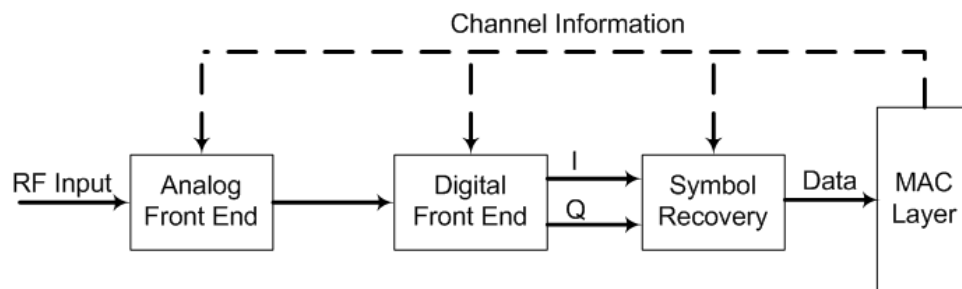 Channel Information
RF Input
Analog
Front End
Digital
Front End
I
Q
Symbol
Recovery
Data
MAC
Layer